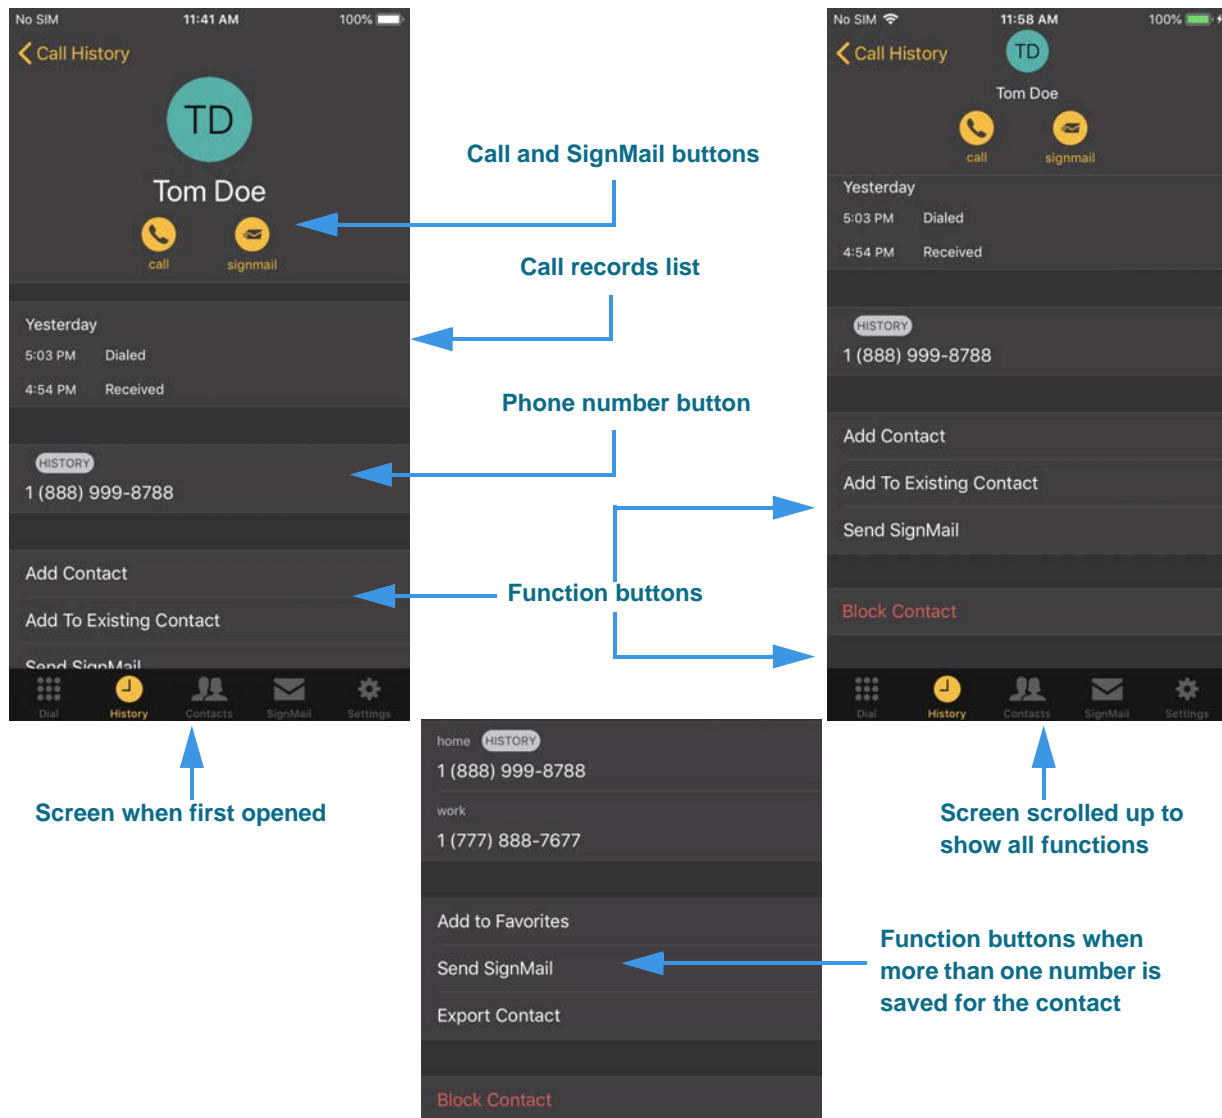 No SIM 11:41 AM 100%
Call History
TD
Tom Doe
call signmail
Yesterday
5:03 PM Dialed
4:54 PM Received
HISTORY
1 (888) 999-8788
Add Contact
Add To Existing Contact
Send SignMail
Dial History Contacts SignMail Settings
Screen when first opened
Call and SignMail buttons
Call records list
Phone number button
Function buttons
No SIM 11:58 AM 100%
Call History
TD
Tom Doe
call signmail
Yesterday
5:03 PM Dialed
4:54 PM Received
HISTORY
1 (888) 999-8788
Add Contact
Add To Existing Contact
Send SignMail
Block Contact
Dial History Contacts SignMail Settings
Screen scrolled up to
show all functions
home HISTORY
1 (888) 999-8788
work
1 (777) 888-7677
Add to Favorites
Send SignMail
Export Contact
Block Contact
Function buttons when
more than one number is
saved for the contact